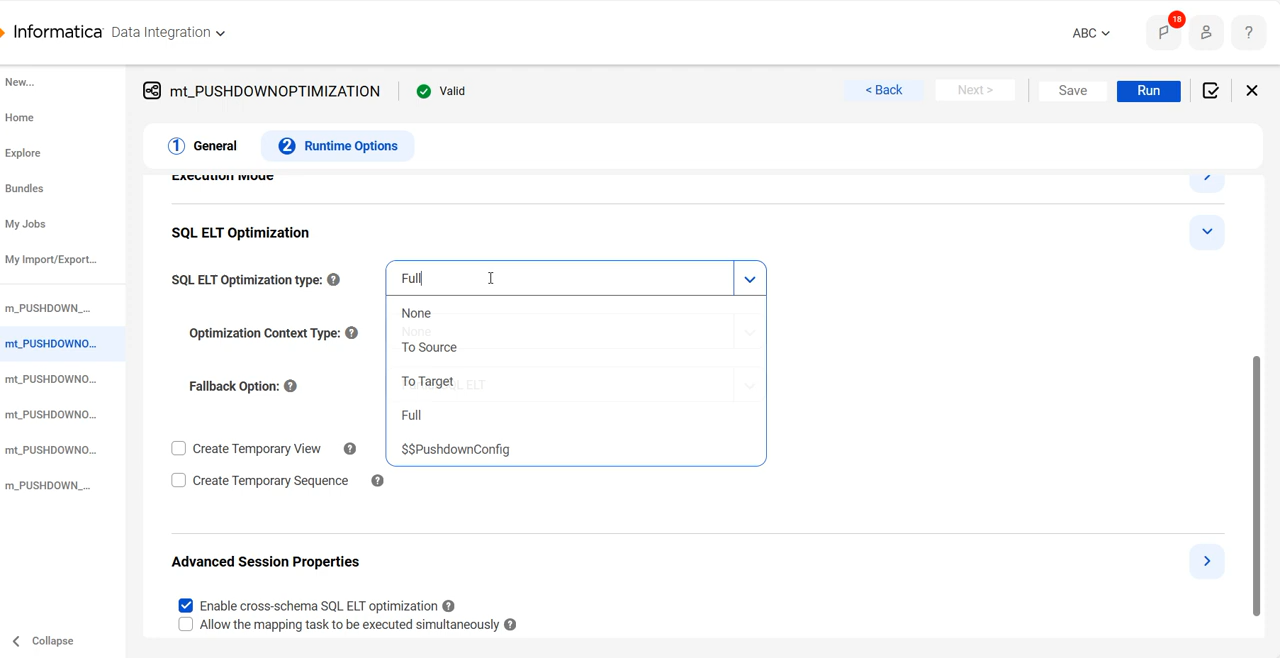 Informatica Data Integration
ABC
18
?
New...
Home
Explore
Bundles
My Jobs
My Import/Export...
m_PUSHDOWN_...
mt_PUSHDOWNO...
mt_PUSHDOWNO...
mt_PUSHDOWNO...
mt_PUSHDOWNO...
m_PUSHDOWN_...
Collapse
mt_PUSHDOWNOPTIMIZATION
Valid
< Back
Next >
Save
Run
1 General
2 Runtime Options
Execution Mode
SQL ELT Optimization
SQL ELT Optimization type: ?
Full
None
None
To Source
To Target
Full
$$PushdownConfig
Optimization Context Type: ?
Fallback Option: ?
SQL ELT
Create Temporary View ?
Create Temporary Sequence ?
Advanced Session Properties
Enable cross-schema SQL ELT optimization ?
Allow the mapping task to be executed simultaneously ?